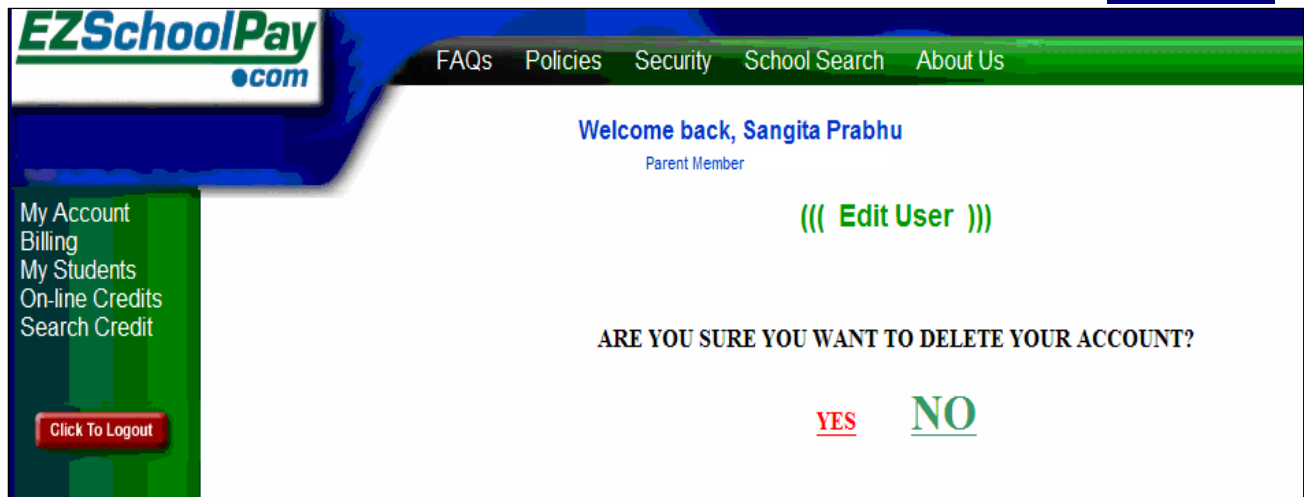 EZSchoolPay
●com
FAQs Policies Security School Search About Us
Welcome back, Sangita Prabhu
Parent Member
((( Edit User )))
My Account
Billing
My Students
On-line Credits
Search Credit
ARE YOU SURE YOU WANT TO DELETE YOUR ACCOUNT?
YES NO
Click To Logout